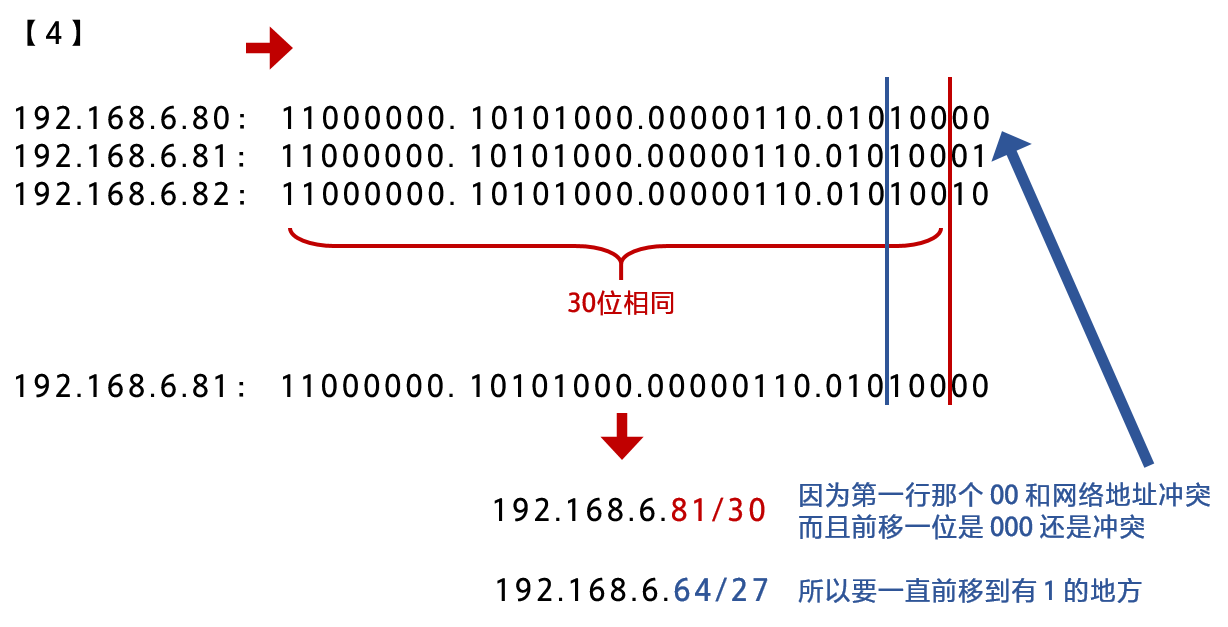 【4】
192.168.6.80: 11000000. 10101000.00000110.01010000
192.168.6.81: 11000000. 10101000.00000110.01010001
192.168.6.82: 11000000. 10101000.00000110.01010010
30位相同
192.168.6.81: 11000000. 10101000.00000110.01010000
192.168.6.81/30
因为第一行那个 00 和网络地址冲突
而且前移一位是 000 还是冲突
192.168.6.64/27
所以要一直前移到有 1 的地方